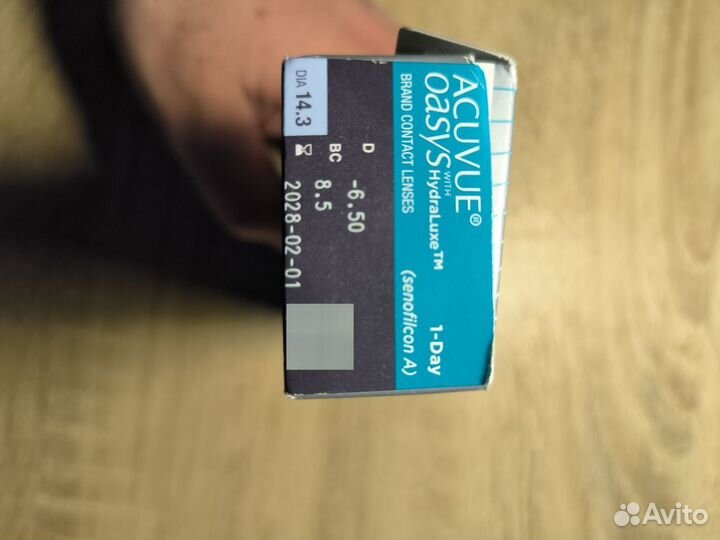 ACUVUE®
OASYS WITH HydraLuxe™ 1-Day
BRAND CONTACT LENSES (senofilcon A)
D -6.50
BC 8.5
DIA 14.3
2028-02-01
Avito